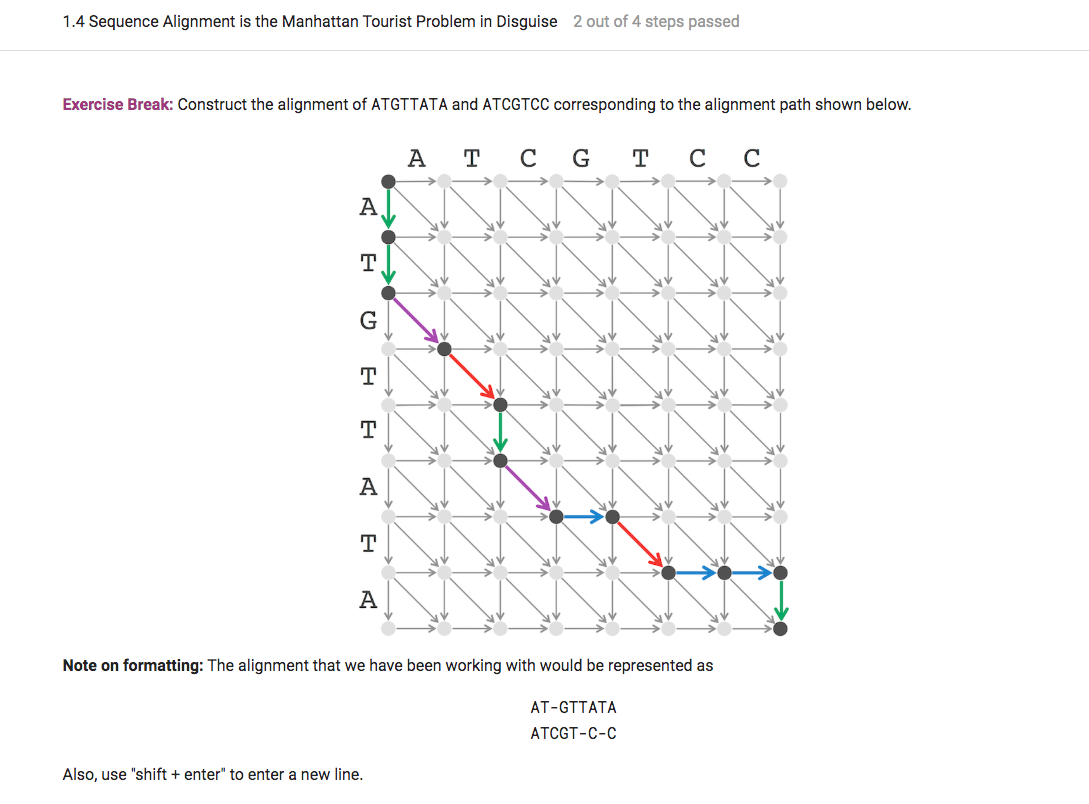 1.4 Sequence Alignment is the Manhattan Tourist Problem in Disguise 2 out of 4 steps passed
Exercise Break: Construct the alignment of ATGTTATA and ATCGTCC corresponding to the alignment path shown below.
A T C G T C C
A
T
G
T
T
A
T
A
Note on formatting: The alignment that we have been working with would be represented as
AT-GTTATA
ATCGT-C-C
Also, use "shift + enter" to enter a new line.